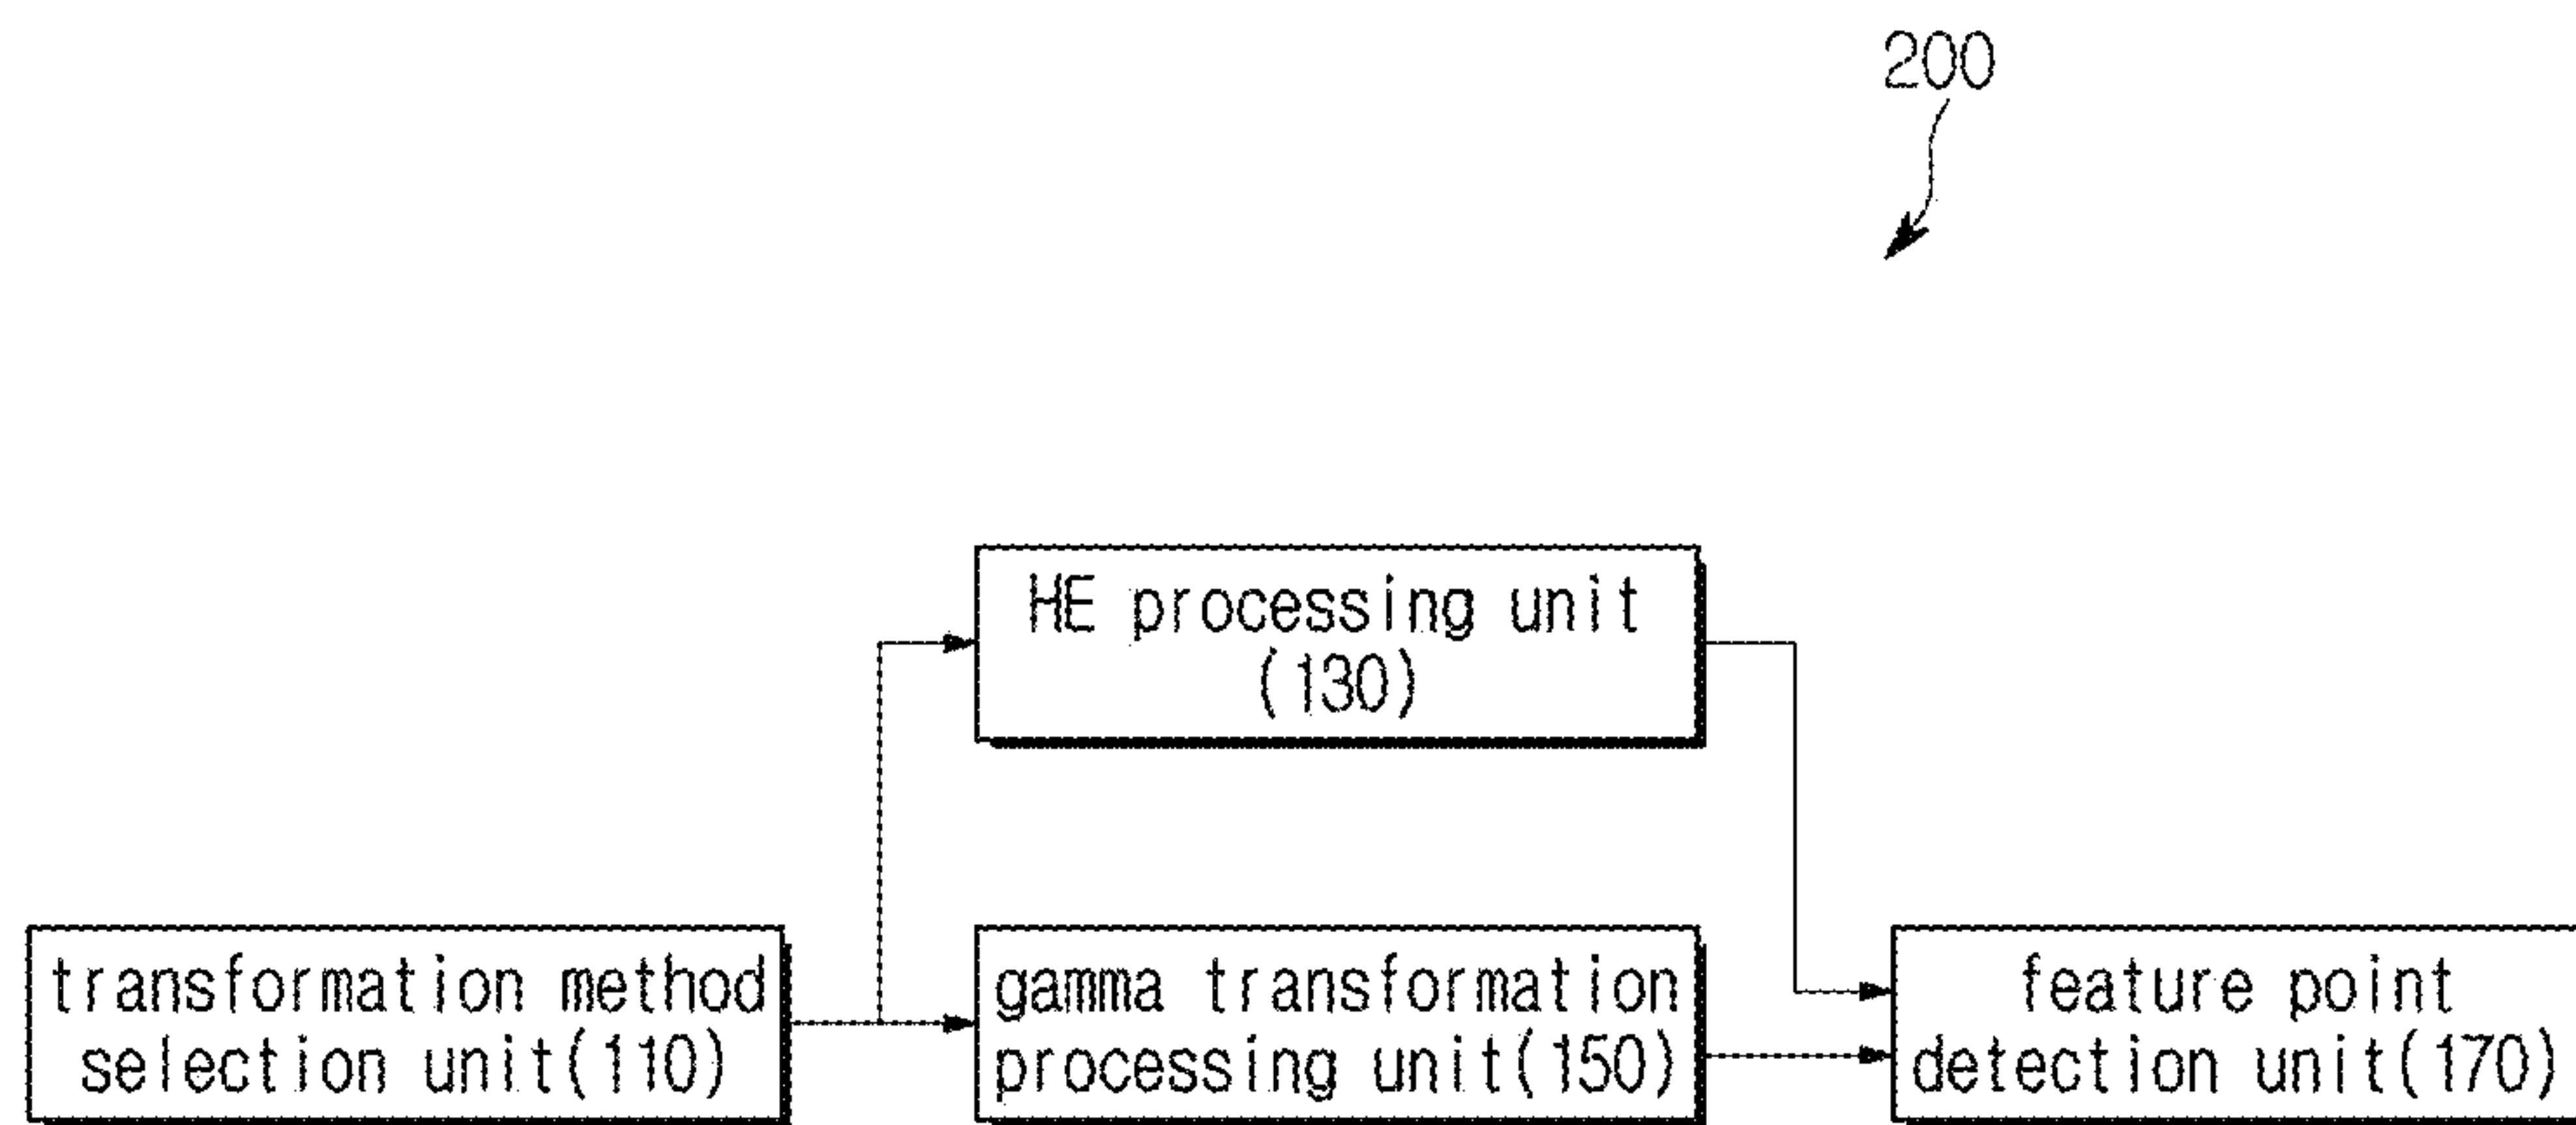 200
HE processing unit
(130)
transformation method
selection unit(110)
gamma transformation
processing unit(150)
feature point
detection unit(170)